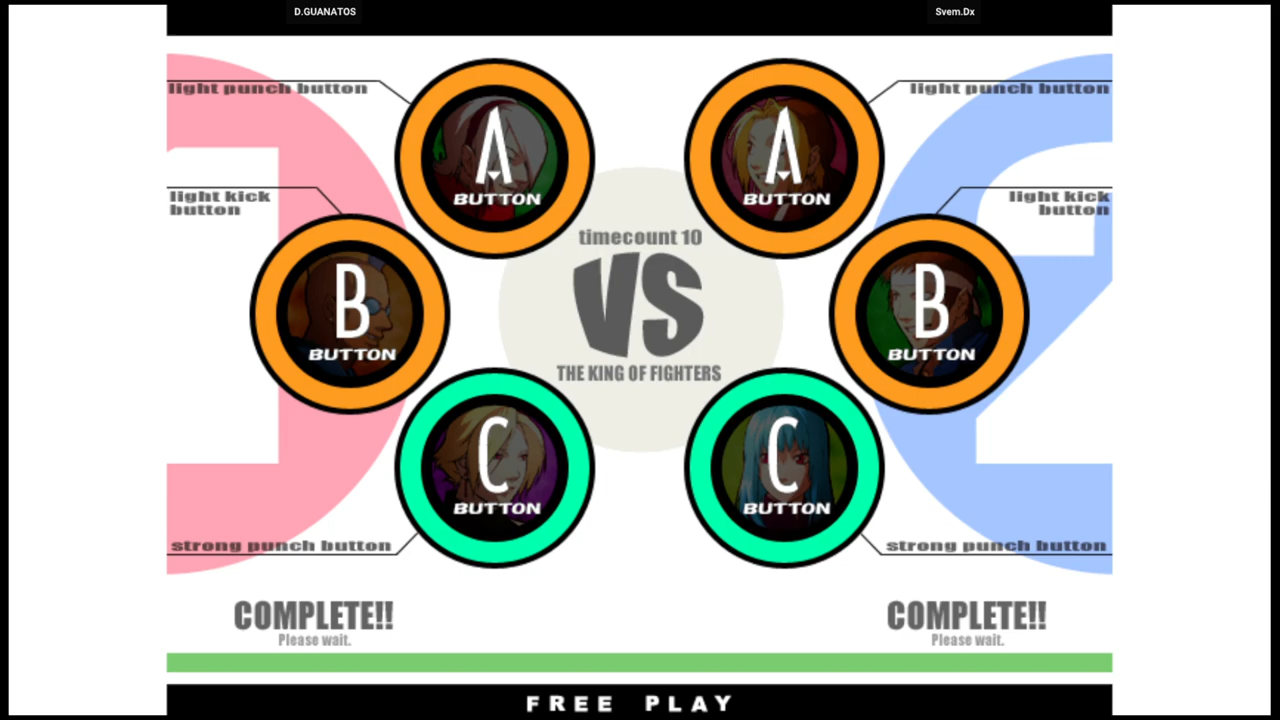 D.GUANATOS
Svem.Dx
light punch button
light punch button
A
BUTTON
A
BUTTON
light kick
button
light kick
button
timecount 10
VS
THE KING OF FIGHTERS
B
BUTTON
B
BUTTON
C
BUTTON
C
BUTTON
strong punch button
strong punch button
COMPLETE!!
Please wait.
COMPLETE!!
Please wait.
FREE PLAY
1
2